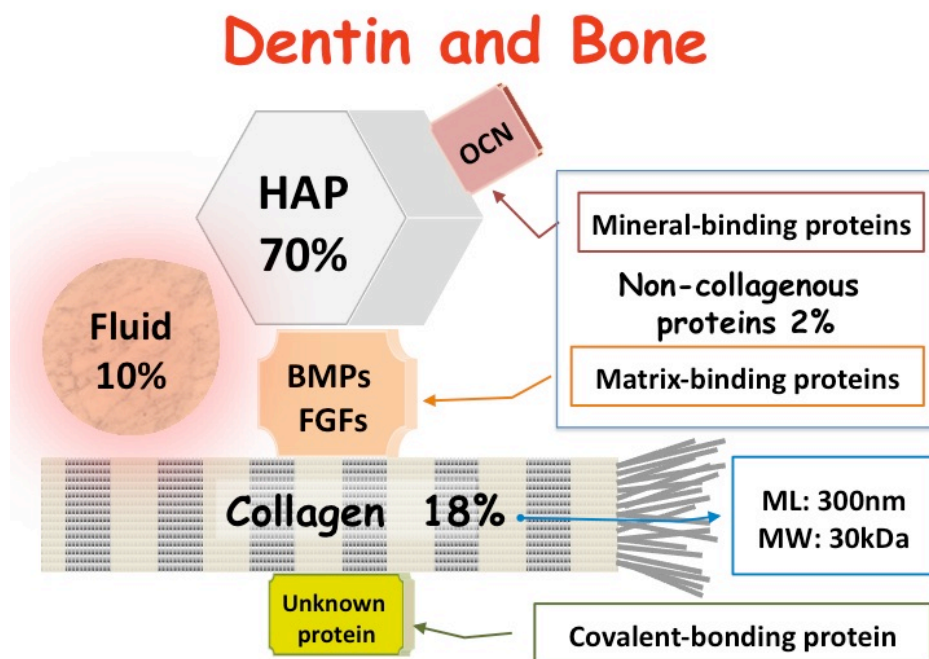 Dentin and Bone
OCN
HAP
70%
Mineral-binding proteins
Non-collagenous
proteins 2%
Fluid
10%
BMPs
FGFs
Matrix-binding proteins
Collagen 18%
ML: 300nm
MW: 30kDa
Unknown
protein
Covalent-bonding protein